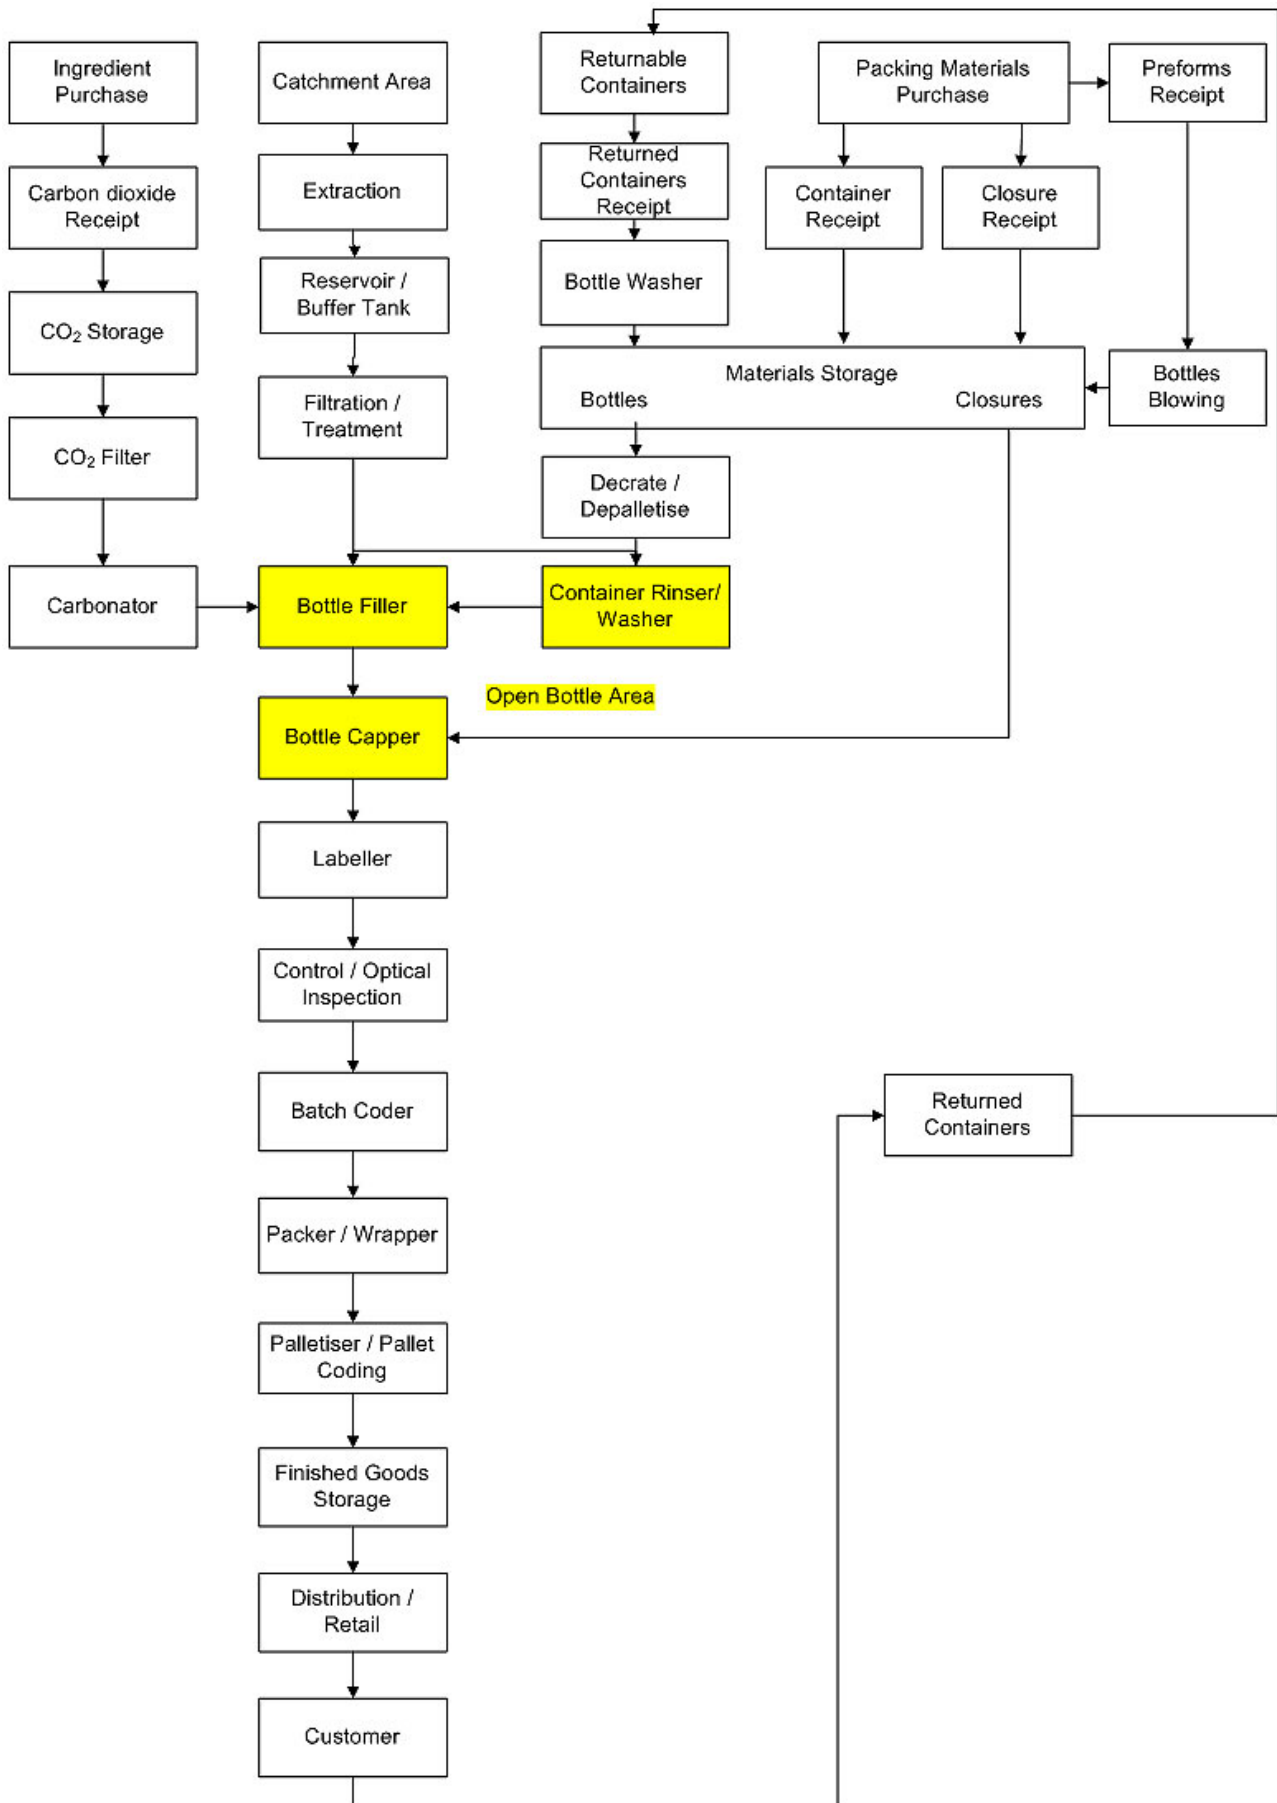 Ingredient
Purchase
Carbon dioxide
Receipt
CO₂ Storage
CO₂ Filter
Carbonator
Catchment Area
Extraction
Reservoir /
Buffer Tank
Filtration /
Treatment
Returnable
Containers
Returned
Containers
Receipt
Bottle Washer
Packing Materials
Purchase
Preforms
Receipt
Container
Receipt
Closure
Receipt
Materials Storage
Bottles
Closures
Bottles
Blowing
Decrate /
Depalletise
Container Rinser/
Washer
Bottle Filler
Open Bottle Area
Bottle Capper
Labeller
Control / Optical
Inspection
Batch Coder
Packer / Wrapper
Palletiser / Pallet
Coding
Finished Goods
Storage
Distribution /
Retail
Customer
Returned
Containers